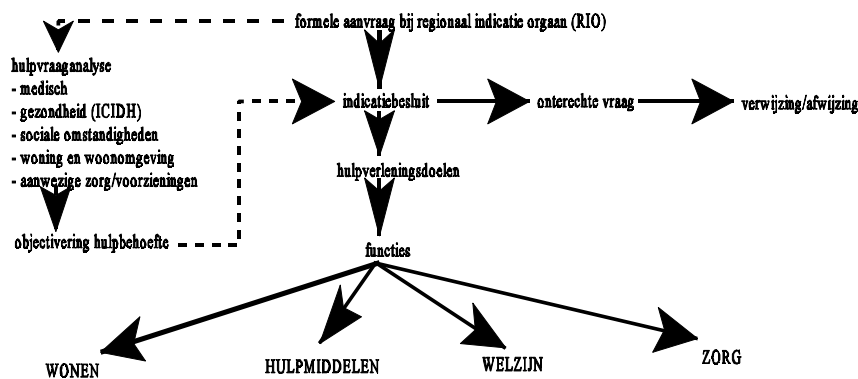 formele aanvraag bij regionaal indicatie orgaan (RIO)
hulpvraaganalyse
- medisch
- gezondheid (ICIDH)
- sociale omstandigheden
- woning en woonomgeving
- aanwezige zorg/voorzieningen
objectivering hulpbehoefte
indicatiebesluit
onterechte vraag
verwijzing/afwijzing
hulpverleningsdoelen
functies
WONEN
HULPMIDDELEN
WELZIJN
ZORG